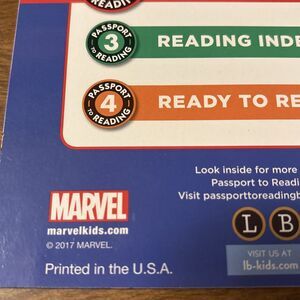 PASSPORT TO READING
3
READING INDE
PASSPORT TO READING
4
READY TO RE
Look inside for more
Passport to Readi
Visit passporttoreadingb
MARVEL
marvelkids.com
© 2017 MARVEL.
Printed in the U.S.A.
L B
VISIT US AT
lb-kids.com